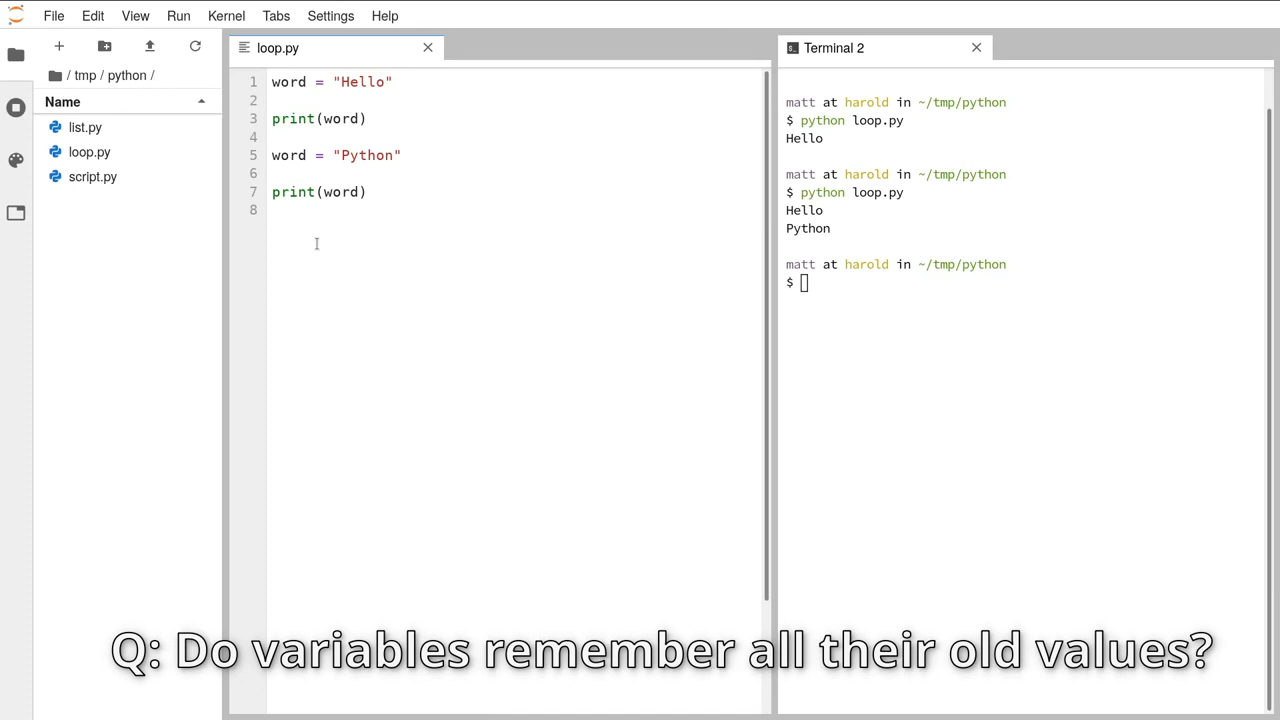 File Edit View Run Kernel Tabs Settings Help
/ tmp / python /
Name
list.py
loop.py
script.py
loop.py
1 word = "Hello"
2
3 print(word)
4
5 word = "Python"
6
7 print(word)
8
Terminal 2
matt at harold in ~/tmp/python
$ python loop.py
Hello
matt at harold in ~/tmp/python
$ python loop.py
Hello
Python
matt at harold in ~/tmp/python
$
Q: Do variables remember all their old values?